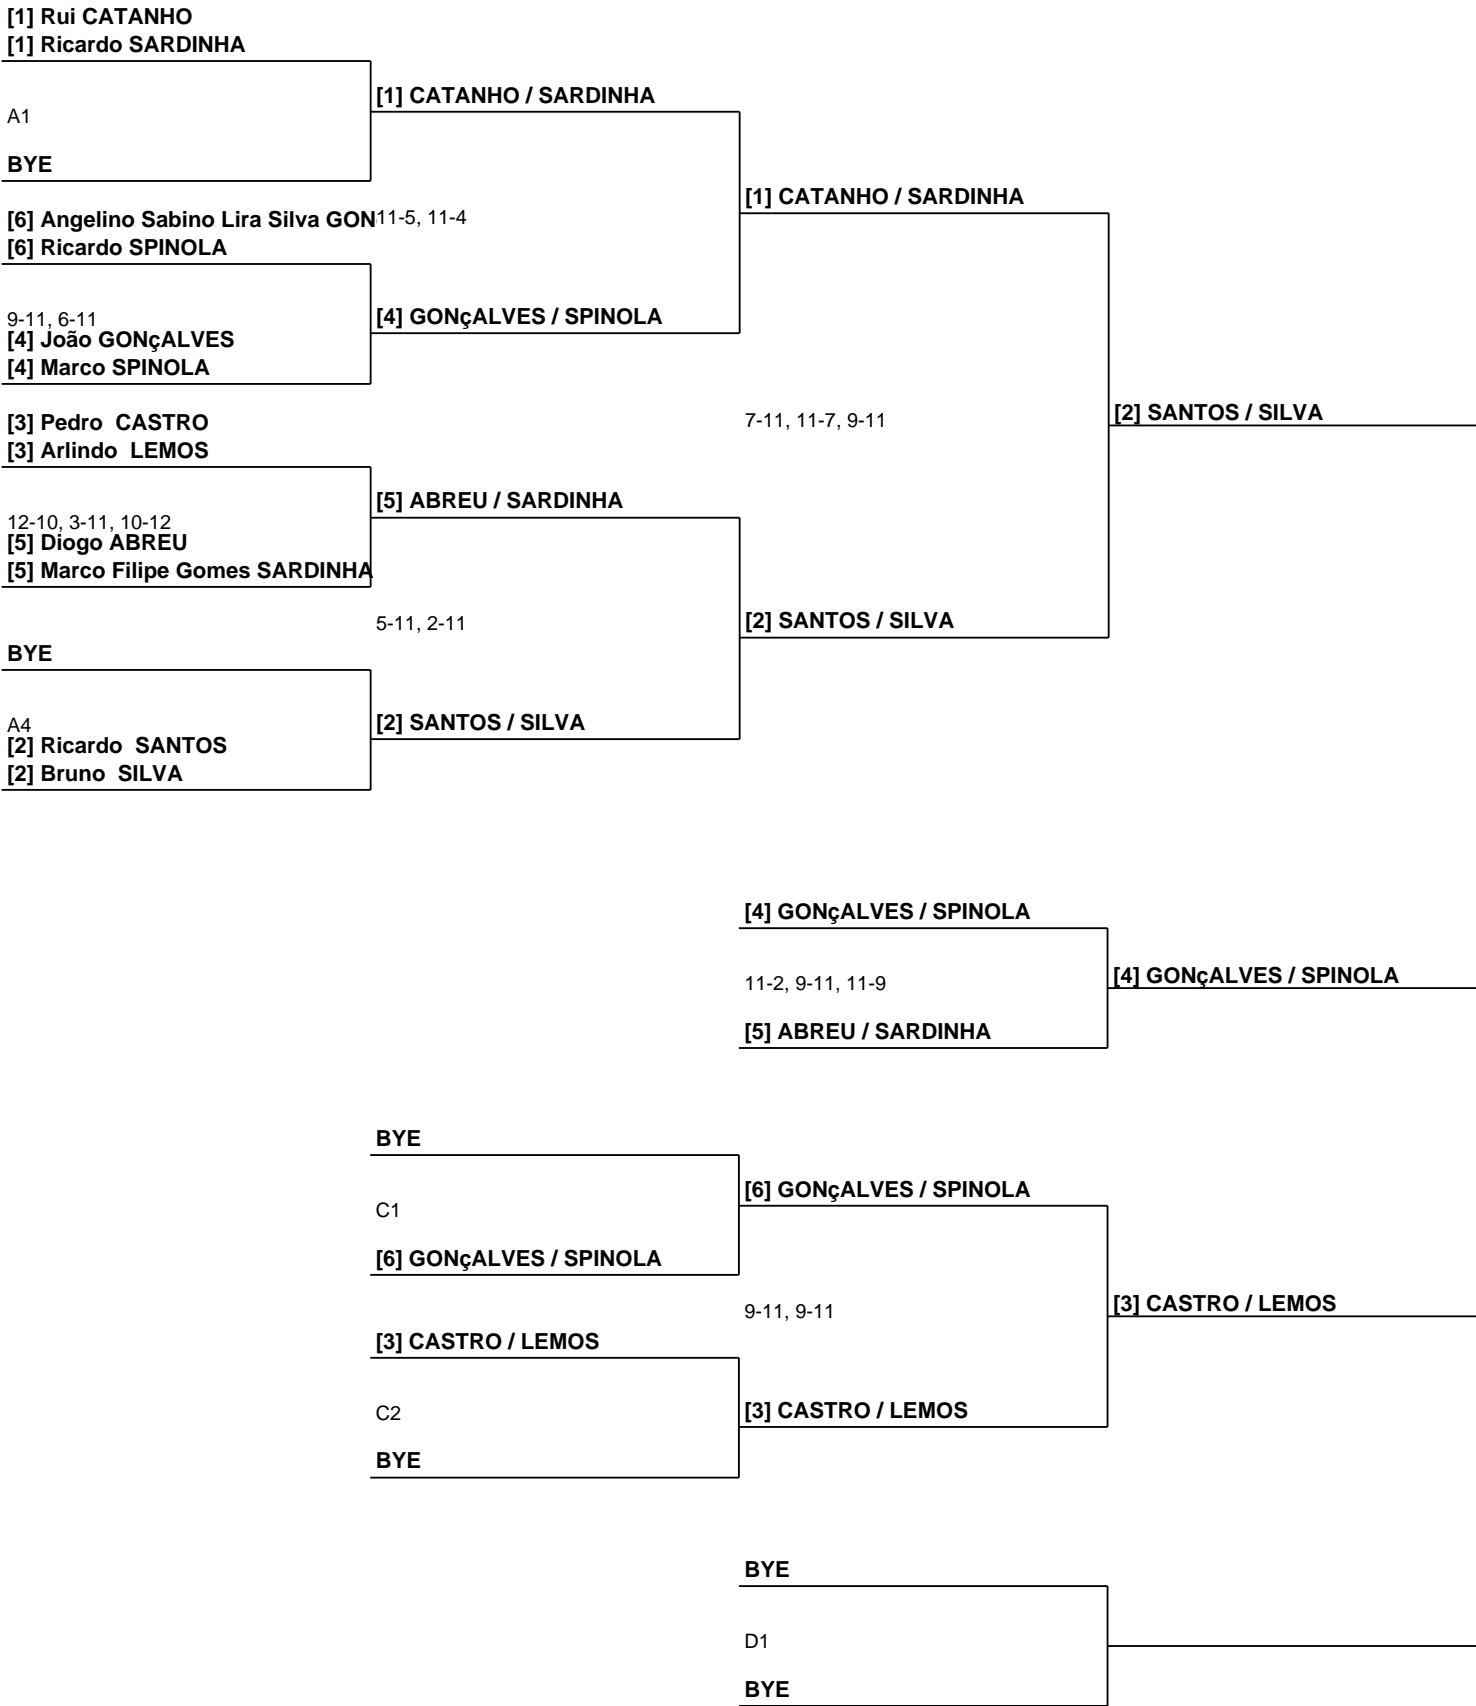 [1] Rui CATANHO
[1] Ricardo SARDINHA
[1] CATANHO / SARDINHA
A1
BYE
[1] CATANHO / SARDINHA
[6] Angelino Sabino Lira Silva GON
11-5, 11-4
[6] Ricardo SPINOLA
9-11, 6-11
[4] GONçALVES / SPINOLA
[4] João GONçALVES
[4] Marco SPINOLA
[3] Pedro  CASTRO
7-11, 11-7, 9-11
[2] SANTOS / SILVA
[3] Arlindo  LEMOS
[5] ABREU / SARDINHA
12-10, 3-11, 10-12
[5] Diogo ABREU
[5] Marco Filipe Gomes SARDINHA
5-11, 2-11
[2] SANTOS / SILVA
BYE
A4
[2] SANTOS / SILVA
[2] Ricardo  SANTOS
[2] Bruno  SILVA
[4] GONçALVES / SPINOLA
11-2, 9-11, 11-9
[4] GONçALVES / SPINOLA
[5] ABREU / SARDINHA
BYE
[6] GONçALVES / SPINOLA
C1
[6] GONçALVES / SPINOLA
9-11, 9-11
[3] CASTRO / LEMOS
[3] CASTRO / LEMOS
C2
[3] CASTRO / LEMOS
BYE
BYE
D1
BYE